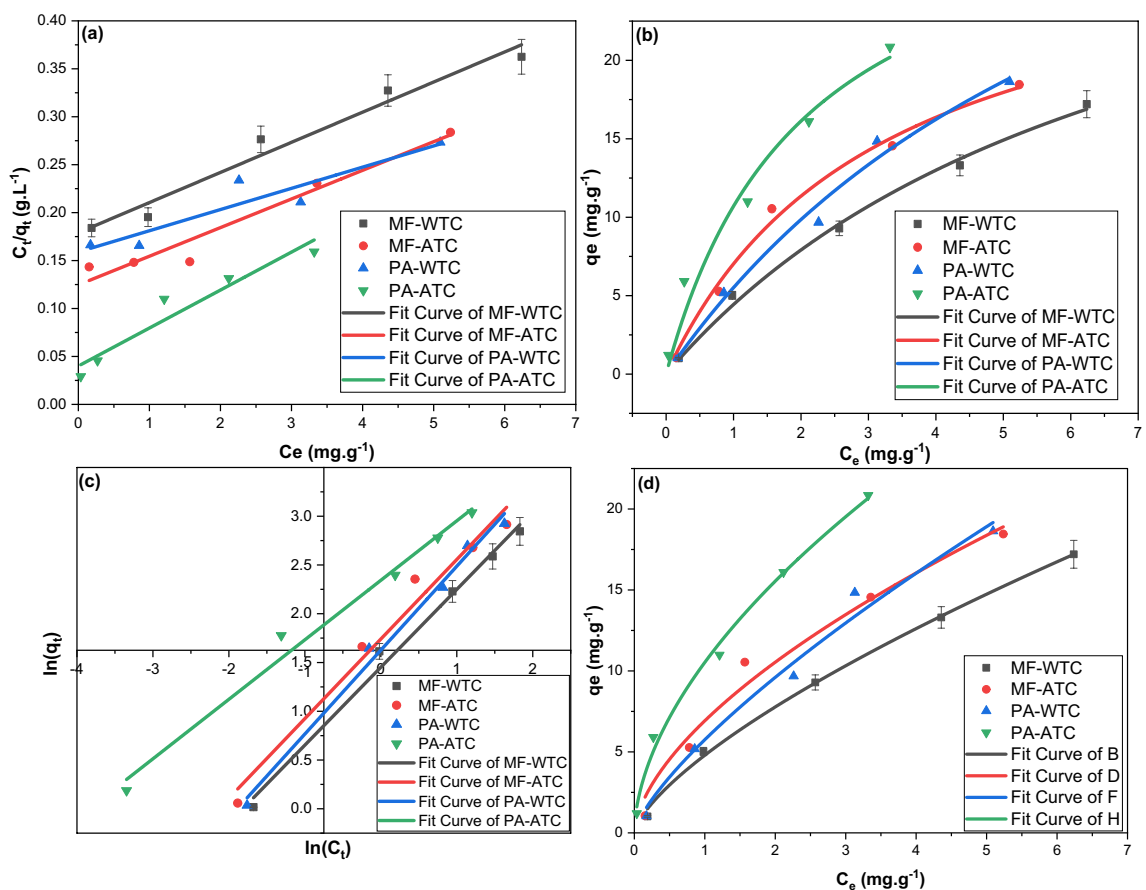 (a)
0.40
0.35
0.30
0.25
0.20
0.15
0.10
0.05
0.00
C_t/q_t (g.L⁻¹)
MF-WTC
MF-ATC
PA-WTC
PA-ATC
Fit Curve of MF-WTC
Fit Curve of MF-ATC
Fit Curve of PA-WTC
Fit Curve of PA-ATC
0 1 2 3 4 5 6 7
Ce (mg.g⁻¹)
(b)
20
15
10
5
0
qe (mg.g⁻¹)
MF-WTC
MF-ATC
PA-WTC
PA-ATC
Fit Curve of MF-WTC
Fit Curve of MF-ATC
Fit Curve of PA-WTC
Fit Curve of PA-ATC
0 1 2 3 4 5 6 7
C_e (mg.g⁻¹)
(c)
3.0
2.5
2.0
1.0
0.5
0.0
ln(q_t)
-4 -3 -2 0 1 2
MF-WTC
MF-ATC
PA-WTC
PA-ATC
Fit Curve of MF-WTC
Fit Curve of MF-ATC
Fit Curve of PA-WTC
Fit Curve of PA-ATC
ln(C_t)
(d)
20
15
10
5
0
qe (mg.g⁻¹)
MF-WTC
MF-ATC
PA-WTC
PA-ATC
Fit Curve of B
Fit Curve of D
Fit Curve of F
Fit Curve of H
0 1 2 3 4 5 6 7
C_e (mg.g⁻¹)